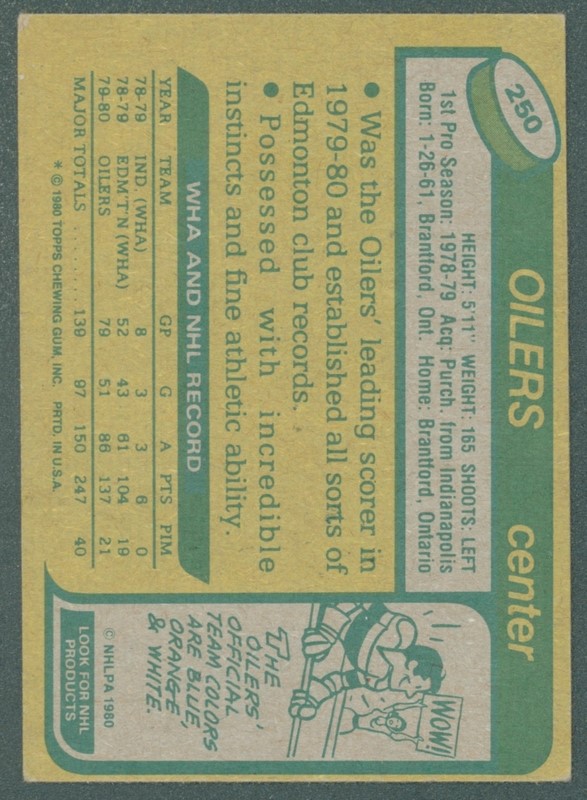 250
OILERS center
HEIGHT: 5'11" WEIGHT: 165 SHOOTS: LEFT
1st Pro Season: 1978-79 Acq: Purch. from Indianapolis
Born: 1-26-61, Brantford, Ont. Home: Brantford, Ontario
● Was the Oilers' leading scorer in
1979-80 and established all sorts of
Edmonton club records.
● Possessed with incredible
instincts and fine athletic ability.
WHA AND NHL RECORD
YEAR TEAM GP G A PTS PIM
78-79 IND. (WHA) 8 3 3 6 0
78-79 EDM'T'N (WHA) 52 43 61 104 19
79-80 OILERS 79 51 86 137 21
MAJOR TOTALS . . . . . . . . 139 97 150 247 40
* © 1980 TOPPS CHEWING GUM, INC. PRTD. IN U.S.A.
WOW!
THE
OILERS'
OFFICIAL
TEAM COLORS
ARE BLUE,
ORANGE
& WHITE.
© NHLPA 1980
LOOK FOR NHL
PRODUCTS